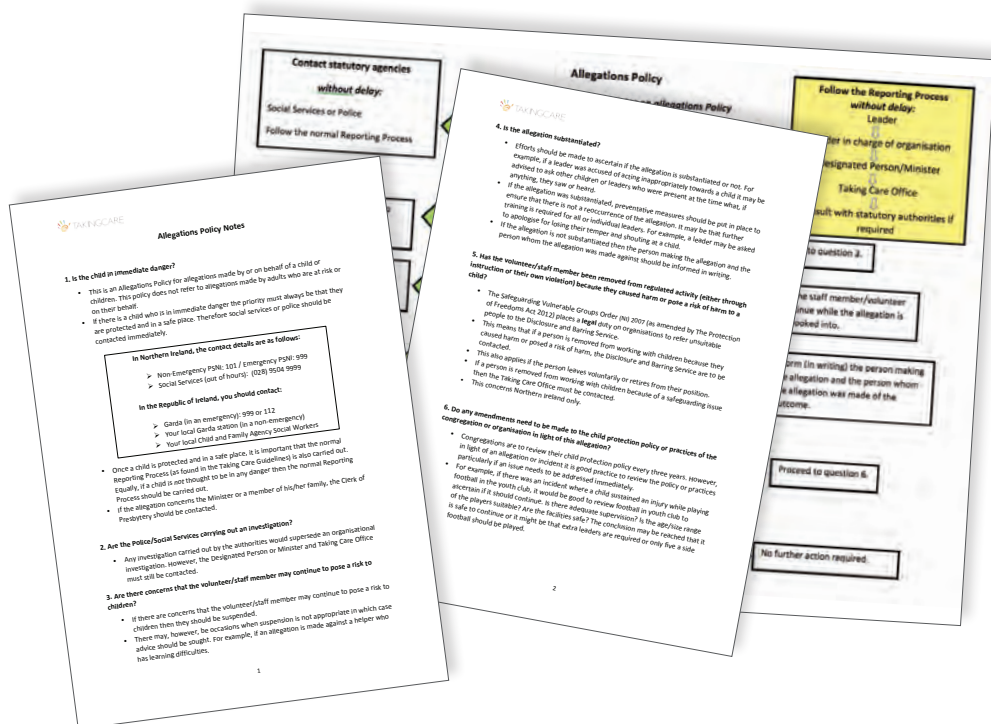 Contact statutory agencies
without delay:
Social Services or Police
Follow the normal Reporting Process
Allegations Policy
allegations Policy
Follow the Reporting Process
without delay:
Leader
in charge of organisation
Designated Person/Minister
Taking Care Office
with statutory authorities if
required
to question 3.
staff member/volunteer
while the allegation is
looked into.
(in writing) the person making
allegation and the person whom
allegation was made of the
outcome.
Proceed to question 6.
No further action required.
TAKINGCARE
Allegations Policy Notes
1. Is the child in immediate danger?
• This is an Allegations Policy for allegations made by or on behalf of a child or
children. This policy does not refer to allegations made by adults who are at risk or
on their behalf.
• If there is a child who is in immediate danger the priority must always be that they
are protected and in a safe place. Therefore social services or police should be
contacted immediately.
In Northern Ireland, the contact details are as follows:
➢ Non-Emergency PSNI: 101 / Emergency PSNI: 999
➢ Social Services (out of hours): (028) 9504 9999
In the Republic of Ireland, you should contact:
➢ Garda (in an emergency): 999 or 112
➢ Your local Garda station (in a non-emergency)
➢ Your local Child and Family Agency Social Workers
• Once a child is protected and in a safe place, it is important that the normal
Reporting Process (as found in the Taking Care Guidelines) is also carried out.
Equally, if a child is not thought to be in any danger then the normal Reporting
Process should be carried out.
• If the allegation concerns the Minister or a member of his/her family, the Clerk of
Presbytery should be contacted.
2. Are the Police/Social Services carrying out an investigation?
• Any investigation carried out by the authorities would supersede an organisational
investigation. However, the Designated Person or Minister and Taking Care Office
must still be contacted.
3. Are there concerns that the volunteer/staff member may continue to pose a risk to
children?
• If there are concerns that the volunteer/staff member may continue to pose a risk to
children then they should be suspended.
• There may, however, be occasions when suspension is not appropriate in which case
advice should be sought. For example, if an allegation is made against a helper who
has learning difficulties.
1
TAKINGCARE
4. Is the allegation substantiated?
• Efforts should be made to ascertain if the allegation is substantiated or not. For
example, if a leader was accused of acting inappropriately towards a child it may be
advised to ask other children or leaders who were present at the time what, if
anything, they saw or heard.
• If the allegation was substantiated, preventative measures should be put in place to
ensure that there is not a reoccurrence of the allegation. It may be that further
training is required for all or individual leaders. For example, a leader may be asked
to apologise for losing their temper and shouting at a child.
• If the allegation is not substantiated then the person making the allegation and the
person whom the allegation was made against should be informed in writing.
5. Has the volunteer/staff member been removed from regulated activity (either through
instruction or their own violation) because they caused harm or pose a risk of harm to a
child?
• The Safeguarding Vulnerable Groups Order (NI) 2007 (as amended by The Protection
of Freedoms Act 2012) places a legal duty on organisations to refer unsuitable
people to the Disclosure and Barring Service.
• This means that if a person is removed from working with children because they
caused harm or posed a risk of harm, the Disclosure and Barring Service are to be
contacted.
• This also applies if the person leaves voluntarily or retires from their position.
• If a person is removed from working with children because of a safeguarding issue
then the Taking Care Office must be contacted.
• This concerns Northern Ireland only.
6. Do any amendments need to be made to the child protection policy or practices of the
congregation or organisation in light of this allegation?
• Congregations are to review their child protection policy every three years. However,
in light of an allegation or incident it is good practice to review the policy or practices
particularly if an issue needs to be addressed immediately.
• For example, if there was an incident where a child sustained an injury while playing
football in the youth club, it would be good to review football in youth club to
ascertain if it should continue. Is there adequate supervision? Is the age/size range
of the players suitable? Are the facilities safe? The conclusion may be reached that it
is safe to continue or it might be that extra leaders are required or only five a side
football should be played.
2